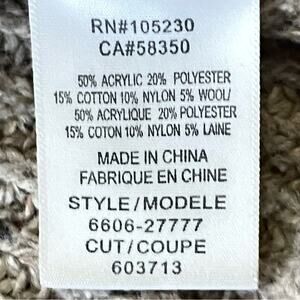 RN#105230
CA#58350
50% ACRYLIC 20% POLYESTER
15% COTTON 10% NYLON 5% WOOL/
50% ACRYLIQUE 20% POLYESTER
15% COTON 10% NYLON 5% LAINE
MADE IN CHINA
FABRIQUE EN CHINE
STYLE/MODELE
6606-27777
CUT/COUPE
603713